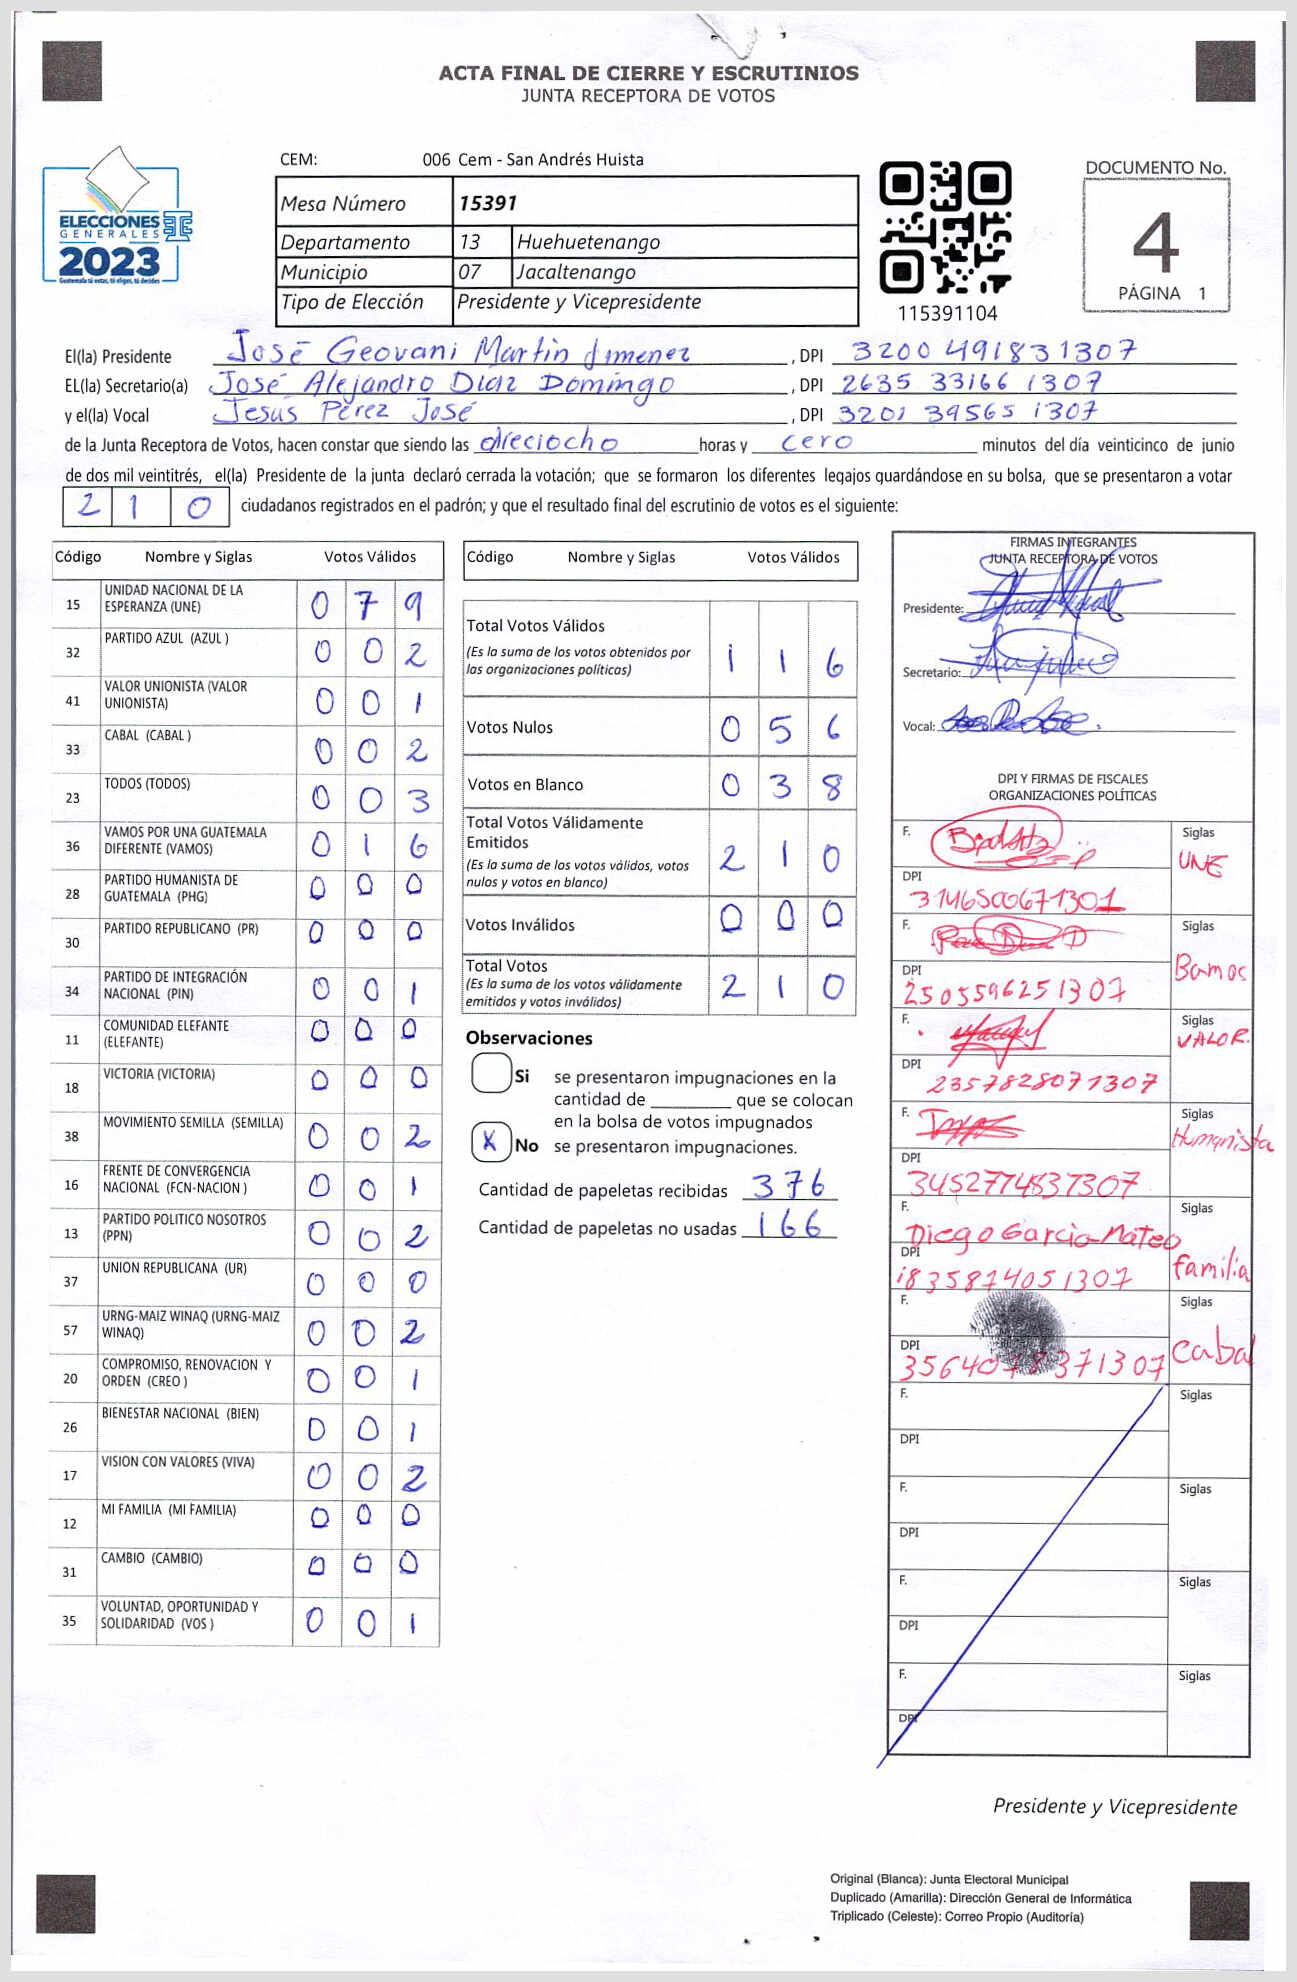 ACTA FINAL DE CIERRE Y ESCRUTINIOS
JUNTA RECEPTORA DE VOTOS
ELECCIONES
GENERALES
2023
Guatemala tú estas, tú eliges, tú decides
CEM: 006 Cem - San Andrés Huista
Mesa Número 15391
Departamento 13 Huehuetenango
Municipio 07 Jacaltenango
Tipo de Elección Presidente y Vicepresidente
115391104
DOCUMENTO No.
4
PÁGINA 1
El(la) Presidente José Geovani Martin Jimenez, DPI 3200 491831307
EL(la) Secretario(a) José Alejandro Díaz Domingo, DPI 2635 33166 1307
y el(la) Vocal Jesús Pérez José, DPI 3201 39565 1307
de la Junta Receptora de Votos, hacen constar que siendo las dieciocho horas y cero minutos del día veinticinco de junio
de dos mil veintitrés, el(la) Presidente de la junta declaró cerrada la votación; que se formaron los diferentes legajos guardándose en su bolsa, que se presentaron a votar
210 ciudadanos registrados en el padrón; y que el resultado final del escrutinio de votos es el siguiente:
Código Nombre y Siglas Votos Válidos
15 UNIDAD NACIONAL DE LA ESPERANZA (UNE) 0 7 9
32 PARTIDO AZUL (AZUL ) 0 0 2
41 VALOR UNIONISTA (VALOR UNIONISTA) 0 0 1
33 CABAL (CABAL ) 0 0 2
23 TODOS (TODOS) 0 0 3
36 VAMOS POR UNA GUATEMALA DIFERENTE (VAMOS) 0 1 6
28 PARTIDO HUMANISTA DE GUATEMALA (PHG) 0 0 0
30 PARTIDO REPUBLICANO (PR) 0 0 0
34 PARTIDO DE INTEGRACIÓN NACIONAL (PIN) 0 0 1
11 COMUNIDAD ELEFANTE (ELEFANTE) 0 0 0
18 VICTORIA (VICTORIA) 0 0 0
38 MOVIMIENTO SEMILLA (SEMILLA) 0 0 2
16 FRENTE DE CONVERGENCIA NACIONAL (FCN-NACION ) 0 0 1
13 PARTIDO POLITICO NOSOTROS (PPN) 0 0 2
37 UNION REPUBLICANA (UR) 0 0 0
57 URNG-MAIZ WINAQ (URNG-MAIZ WINAQ) 0 0 2
20 COMPROMISO, RENOVACION Y ORDEN (CREO ) 0 0 1
26 BIENESTAR NACIONAL (BIEN) 0 0 1
17 VISION CON VALORES (VIVA) 0 0 2
12 MI FAMILIA (MI FAMILIA) 0 0 0
31 CAMBIO (CAMBIO) 0 0 0
35 VOLUNTAD, OPORTUNIDAD Y SOLIDARIDAD (VOS ) 0 0 1
Código Nombre y Siglas Votos Válidos
Total Votos Válidos 1 1 6
(Es la suma de los votos obtenidos por
las organizaciones políticas)
Votos Nulos 0 5 6
Votos en Blanco 0 3 8
Total Votos Válidamente
Emitidos 2 1 0
(Es la suma de los votos válidos, votos
nulos y votos en blanco)
Votos Inválidos 0 0 0
Total Votos 2 1 0
(Es la suma de los votos válidamente
emitidos y votos inválidos)
Observaciones
Si se presentaron impugnaciones en la
cantidad de ________ que se colocan
en la bolsa de votos impugnados
X No se presentaron impugnaciones.
Cantidad de papeletas recibidas 376
Cantidad de papeletas no usadas 166
FIRMAS INTEGRANTES
JUNTA RECEPTORA DE VOTOS
Presidente:
Secretario:
Vocal:
DPI Y FIRMAS DE FISCALES
ORGANIZACIONES POLÍTICAS
F. Siglas UNE
DPI 3146500671301
F. Siglas Bamos
DPI 2505596251307
F. Siglas VALOR.
DPI 2357828071307
F. Siglas Humanista
DPI 3452774837307
F. Diego Garcia-Mateo Siglas familia
DPI 1835874051307
F. Siglas Cabal
DPI
F. Siglas
DPI
F. Siglas
DPI
F. Siglas
DPI
F. Siglas
DPI
Presidente y Vicepresidente
Original (Blanca): Junta Electoral Municipal
Duplicado (Amarilla): Dirección General de Informática
Triplicado (Celeste): Correo Propio (Auditoría)